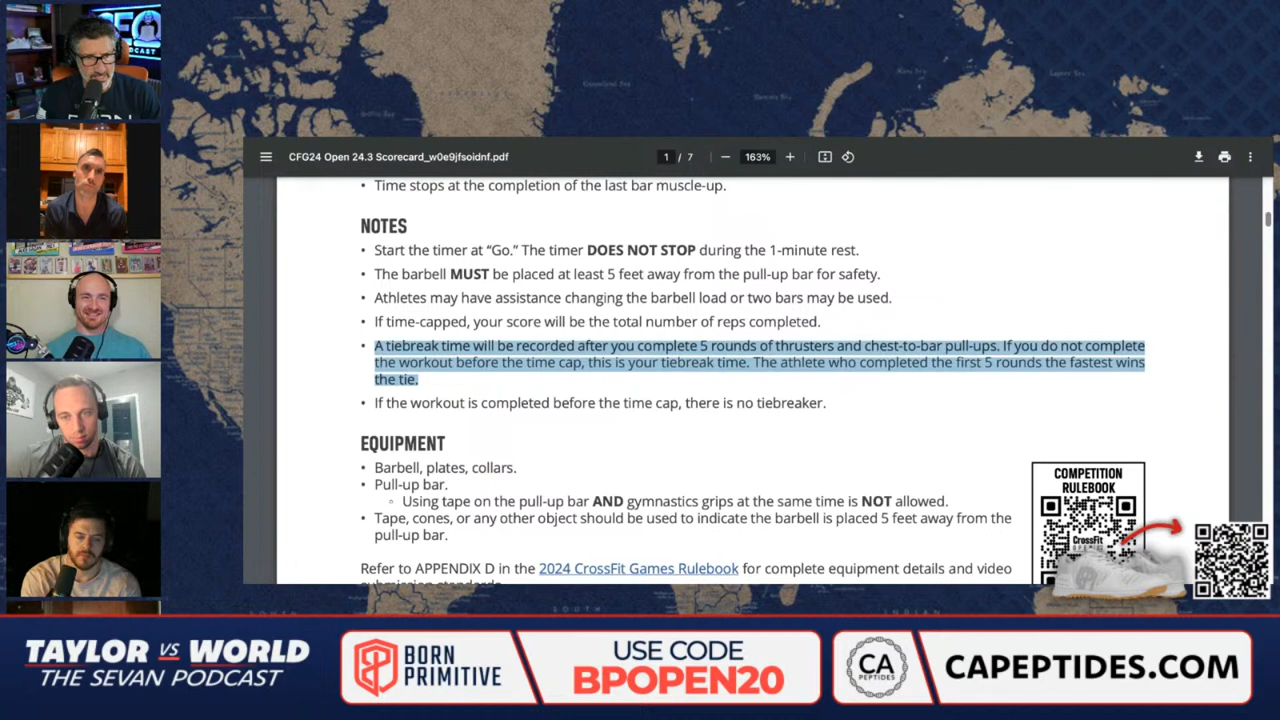 CFG24 Open 24.3 Scorecard_w0e9jfsoidnf.pdf
1 / 7
163%
• Time stops at the completion of the last bar muscle-up.
NOTES
• Start the timer at “Go.” The timer DOES NOT STOP during the 1-minute rest.
• The barbell MUST be placed at least 5 feet away from the pull-up bar for safety.
• Athletes may have assistance changing the barbell load or two bars may be used.
• If time-capped, your score will be the total number of reps completed.
• A tiebreak time will be recorded after you complete 5 rounds of thrusters and chest-to-bar pull-ups. If you do not complete
the workout before the time cap, this is your tiebreak time. The athlete who completed the first 5 rounds the fastest wins
the tie.
• If the workout is completed before the time cap, there is no tiebreaker.
EQUIPMENT
• Barbell, plates, collars.
• Pull-up bar.
◦ Using tape on the pull-up bar AND gymnastics grips at the same time is NOT allowed.
• Tape, cones, or any other object should be used to indicate the barbell is placed 5 feet away from the
pull-up bar.
Refer to APPENDIX D in the 2024 CrossFit Games Rulebook for complete equipment details and video
submission standards
COMPETITION
RULEBOOK
CrossFit
TAYLOR VS WORLD
THE SEVAN PODCAST
BORN
PRIMITIVE
USE CODE
BPOPEN20
CA
PEPTIDES
CAPEPTIDES.COM